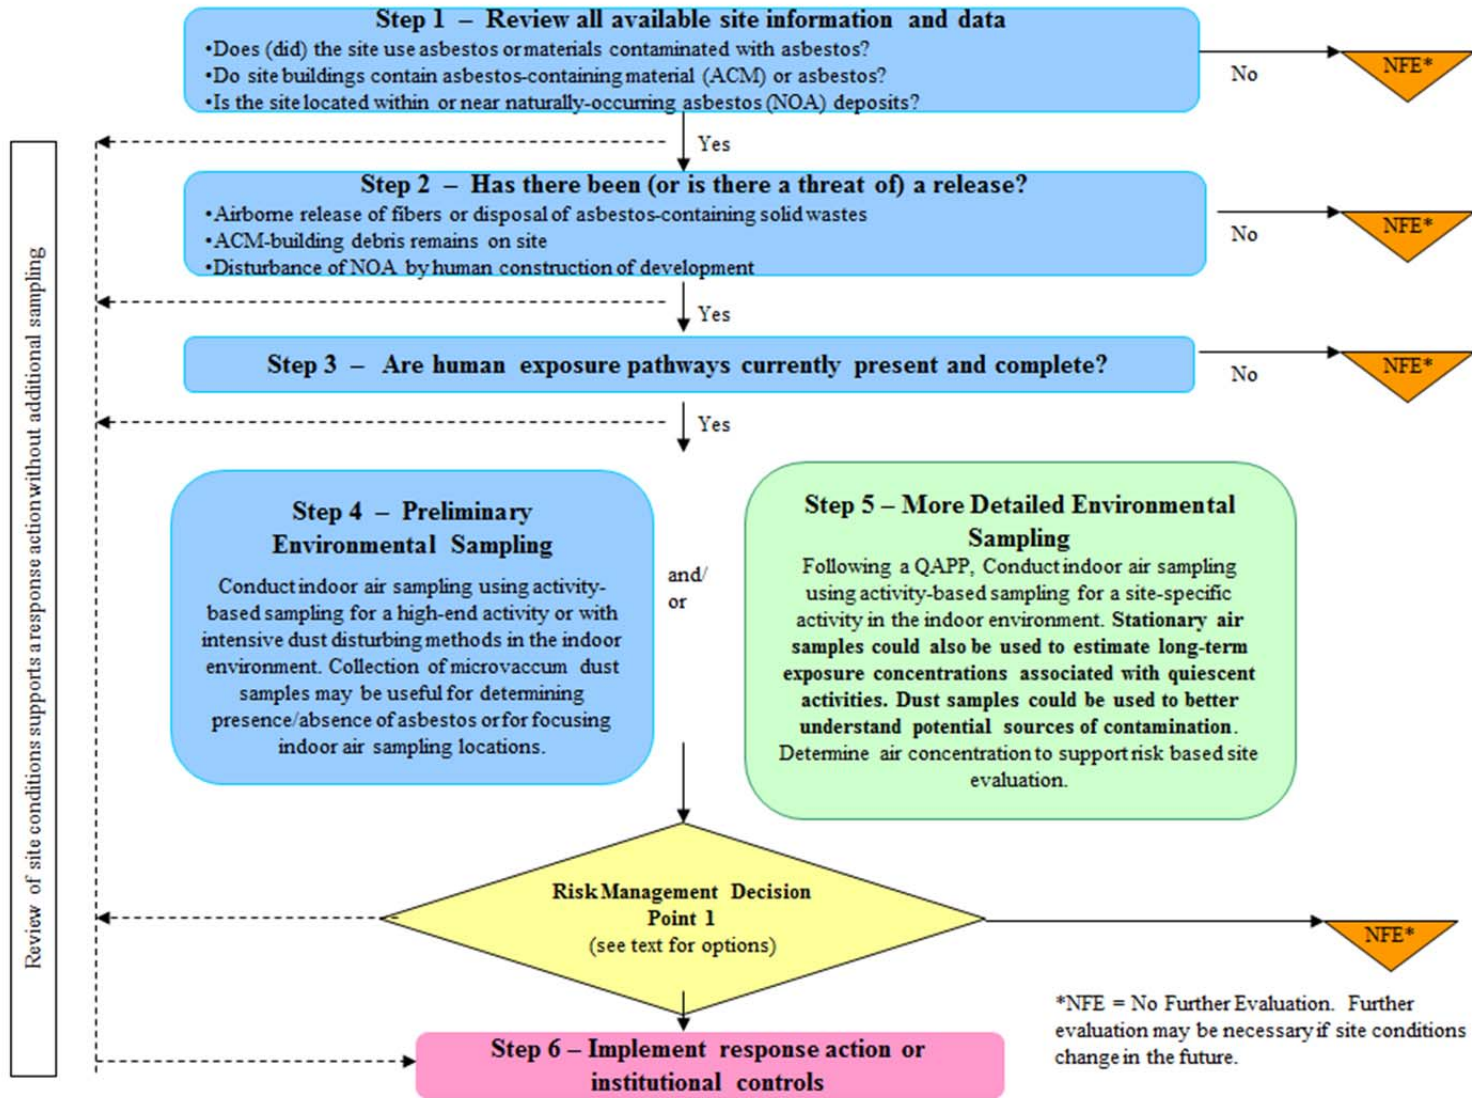 Step 1 – Review all available site information and data
•Does (did) the site use asbestos or materials contaminated with asbestos?
•Do site buildings contain asbestos-containing material (ACM) or asbestos?
•Is the site located within or near naturally-occurring asbestos (NOA) deposits?
No
NFE*
Yes
Step 2 – Has there been (or is there a threat of) a release?
•Airborne release of fibers or disposal of asbestos-containing solid wastes
•ACM-building debris remains on site
•Disturbance of NOA by human construction of development
No
NFE*
Yes
Step 3 – Are human exposure pathways currently present and complete?
No
NFE*
Yes
Review of site conditions supports a response action without additional sampling
Step 4 – Preliminary
Environmental Sampling
Conduct indoor air sampling using activity-
based sampling for a high-end activity or with
intensive dust disturbing methods in the indoor
environment. Collection of microvaccum dust
samples may be useful for determining
presence/absence of asbestos or for focusing
indoor air sampling locations.
and/
or
Step 5 – More Detailed Environmental
Sampling
Following a QAPP, Conduct indoor air sampling
using activity-based sampling for a site-specific
activity in the indoor environment. Stationary air
samples could also be used to estimate long-term
exposure concentrations associated with quiescent
activities. Dust samples could be used to better
understand potential sources of contamination.
Determine air concentration to support risk based site
evaluation.
Risk Management Decision
Point 1
(see text for options)
NFE*
*NFE = No Further Evaluation. Further
evaluation may be necessary if site conditions
change in the future.
Step 6 – Implement response action or
institutional controls